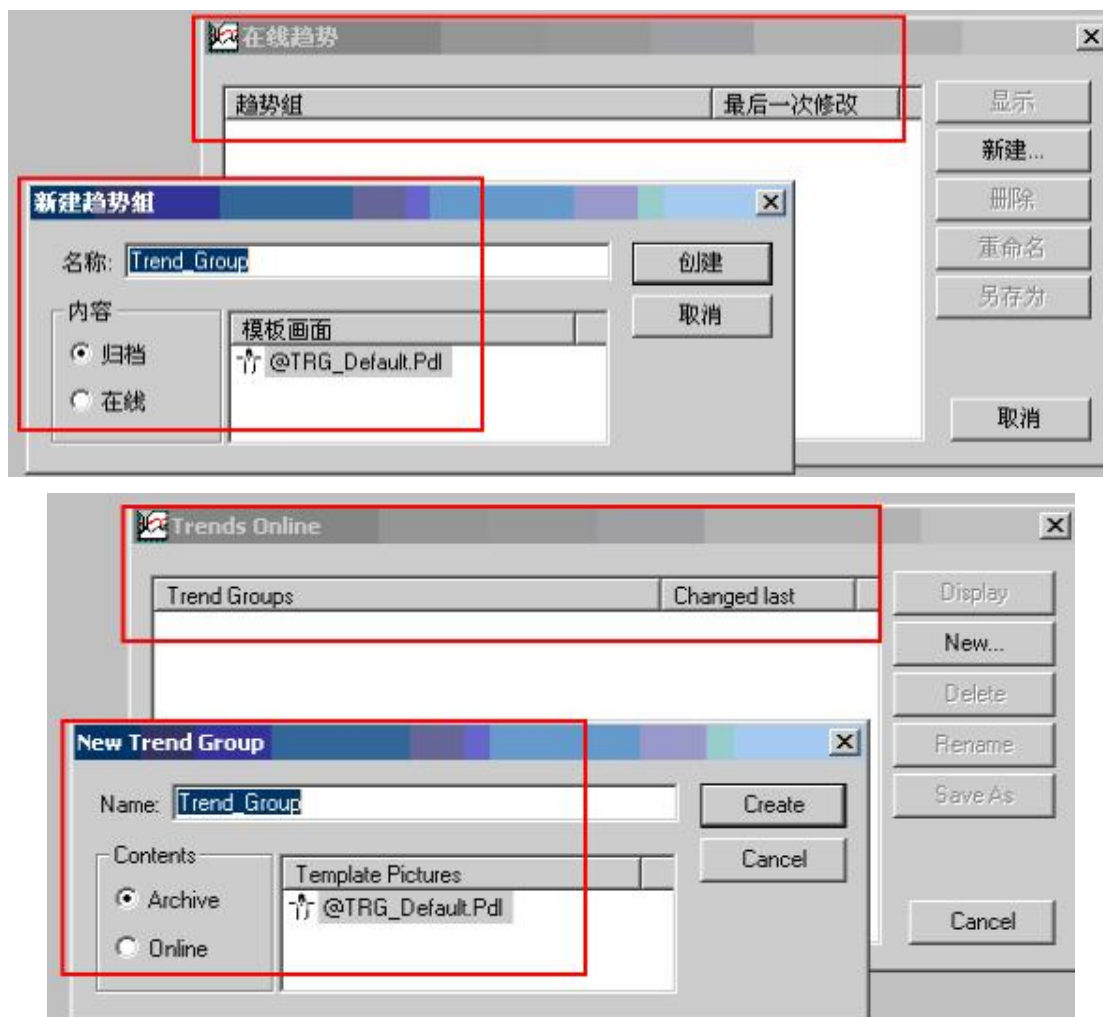 在线趋势
趋势组 最后一次修改
显示
新建...
删除
重命名
另存为
取消
新建趋势组
名称: Trend_Group
创建
取消
内容
归档
在线
模板画面
@TRG_Default.Pdl
Trends Online
Trend Groups Changed last
Display
New...
Delete
Rename
Save As
Cancel
New Trend Group
Name: Trend_Group
Create
Cancel
Contents
Archive
Online
Template Pictures
@TRG_Default.Pdl